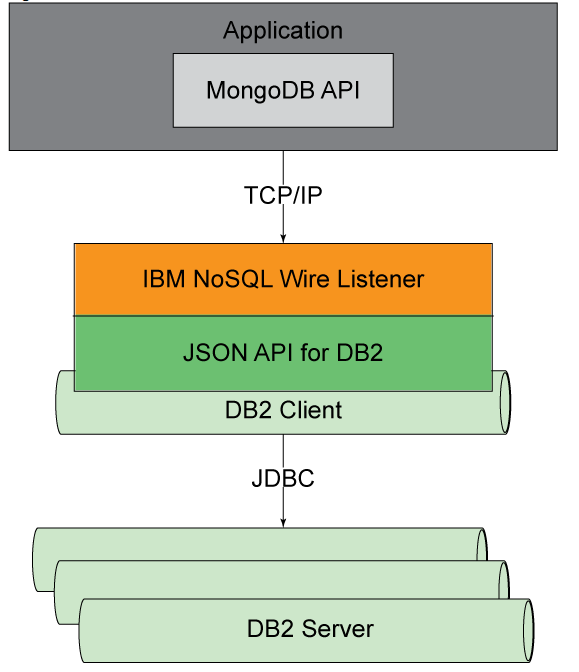 Application
MongoDB API
TCP/IP
IBM NoSQL Wire Listener
JSON API for DB2
DB2 Client
JDBC
DB2 Server